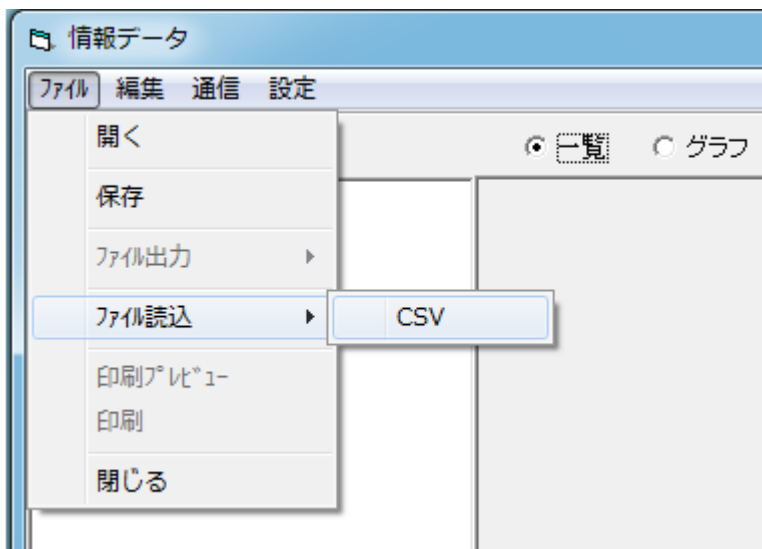 情報データ
ﾌｧｲﾙ 編集 通信 設定
一覧 グラフ
開く
保存
ﾌｧｲﾙ出力
ﾌｧｲﾙ読込 CSV
印刷ﾌﾟﾚﾋﾞｭｰ
印刷
閉じる